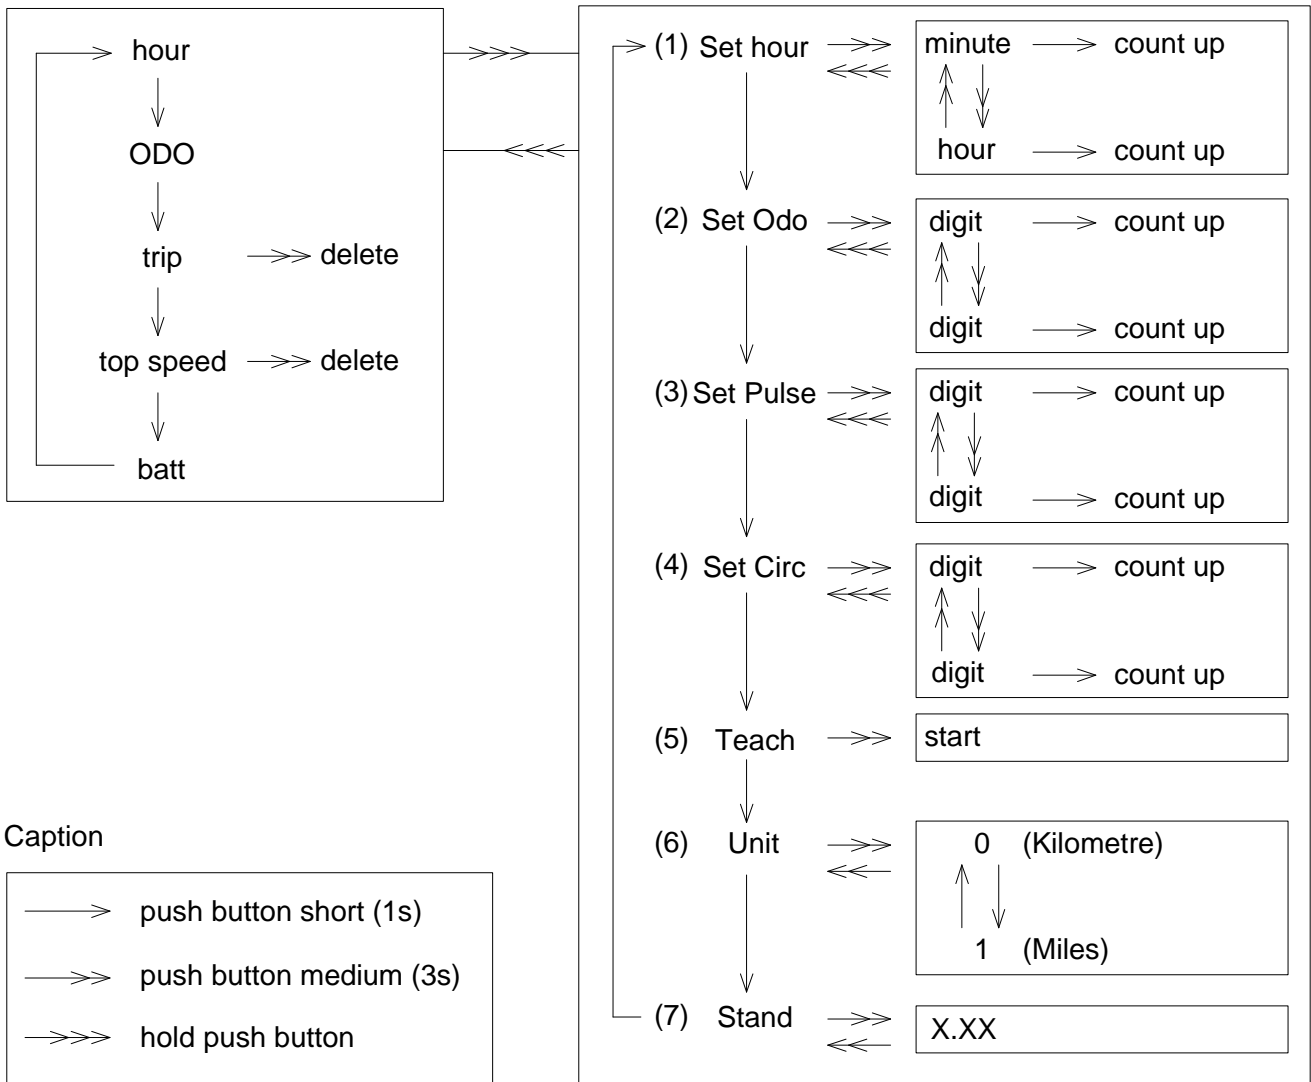 hour
ODO
trip
delete
top speed
delete
batt
(1) Set hour
minute
count up
hour
count up
(2) Set Odo
digit
count up
digit
count up
(3) Set Pulse
digit
count up
digit
count up
(4) Set Circ
digit
count up
digit
count up
(5) Teach
start
(6) Unit
0 (Kilometre)
1 (Miles)
(7) Stand
X.XX
Caption
push button short (1s)
push button medium (3s)
hold push button